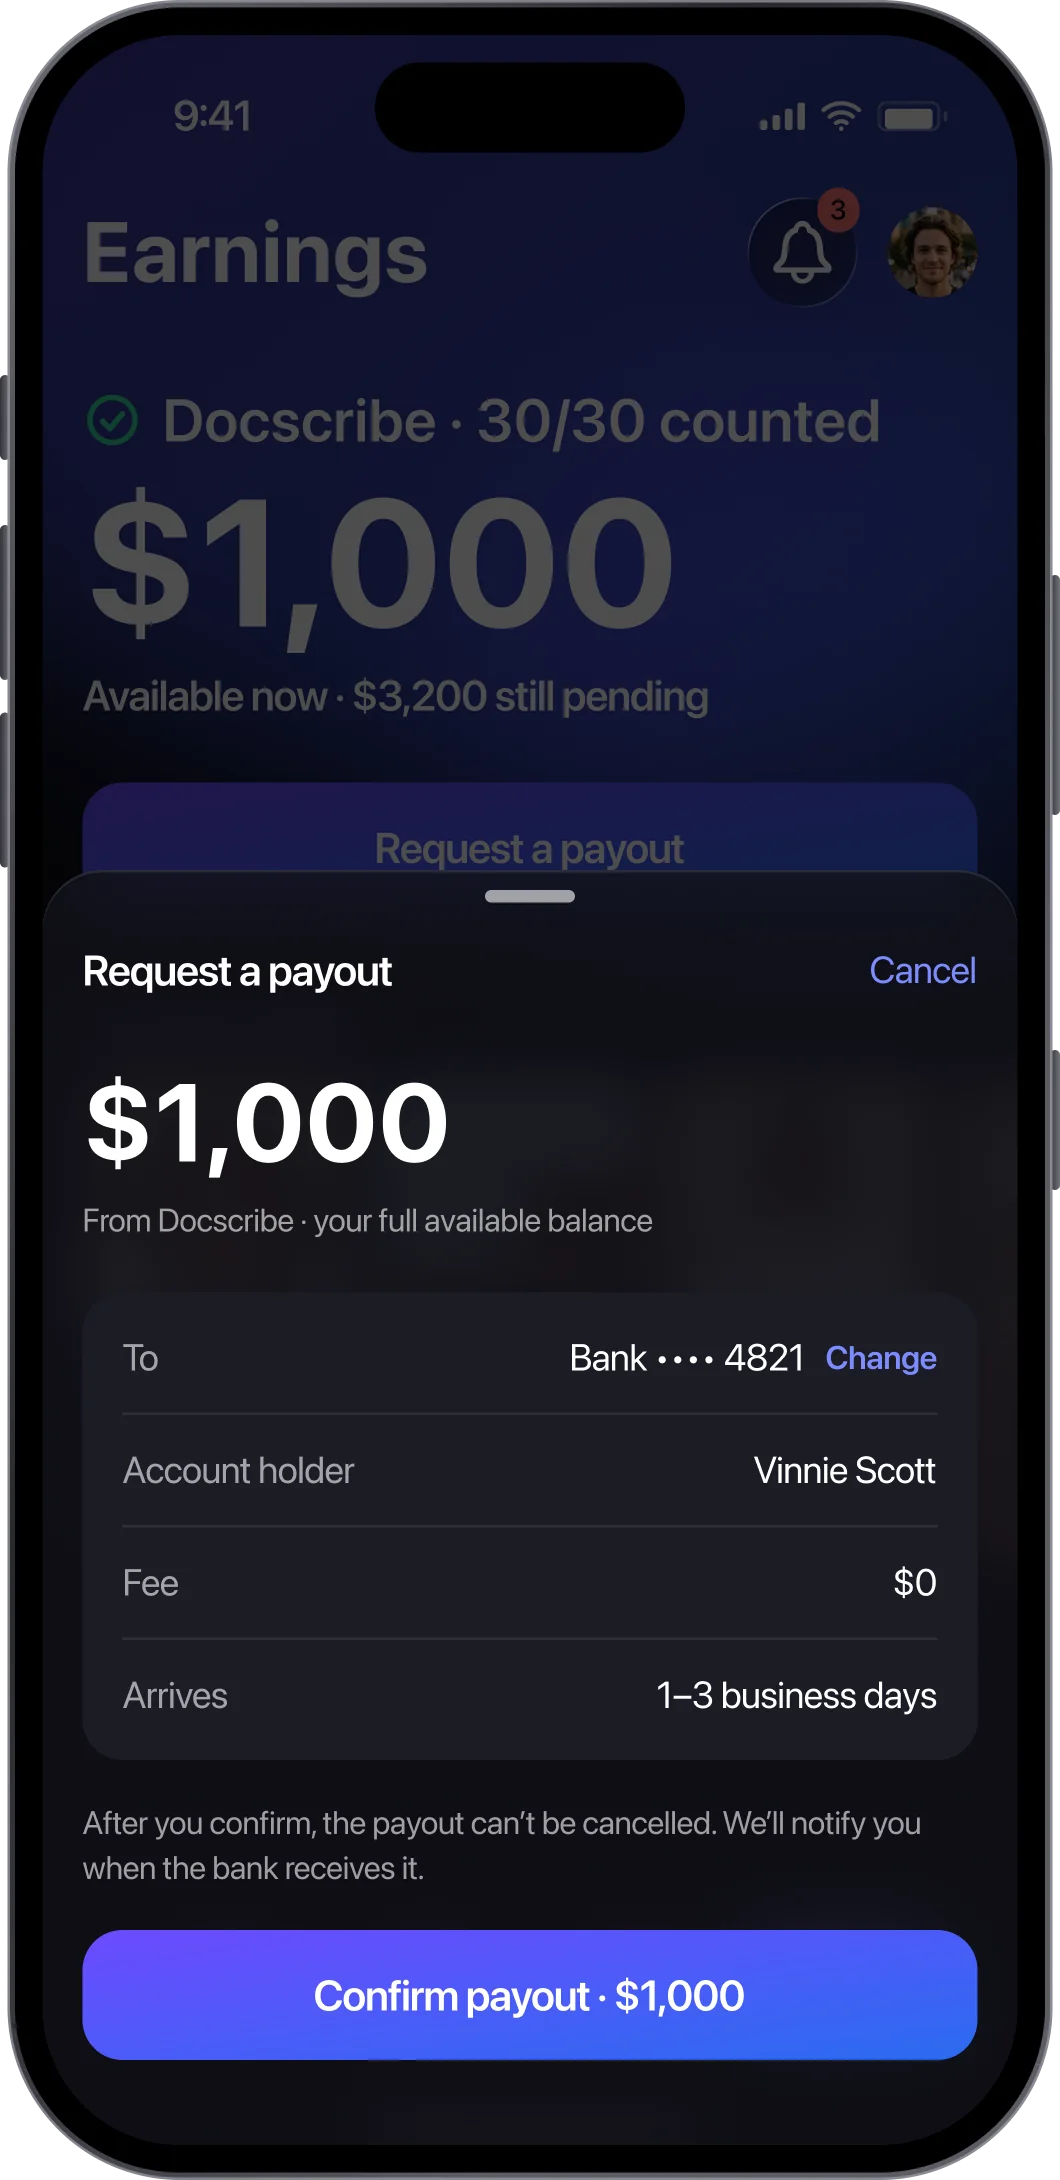 9:41
Earnings
3
Docscribe · 30/30 counted
$1,000
Available now · $3,200 still pending
Request a payout
Request a payout
Cancel
$1,000
From Docscribe · your full available balance
To
Bank •••• 4821 Change
Account holder
Vinnie Scott
Fee
$0
Arrives
1–3 business days
After you confirm, the payout can’t be cancelled. We’ll notify you
when the bank receives it.
Confirm payout · $1,000